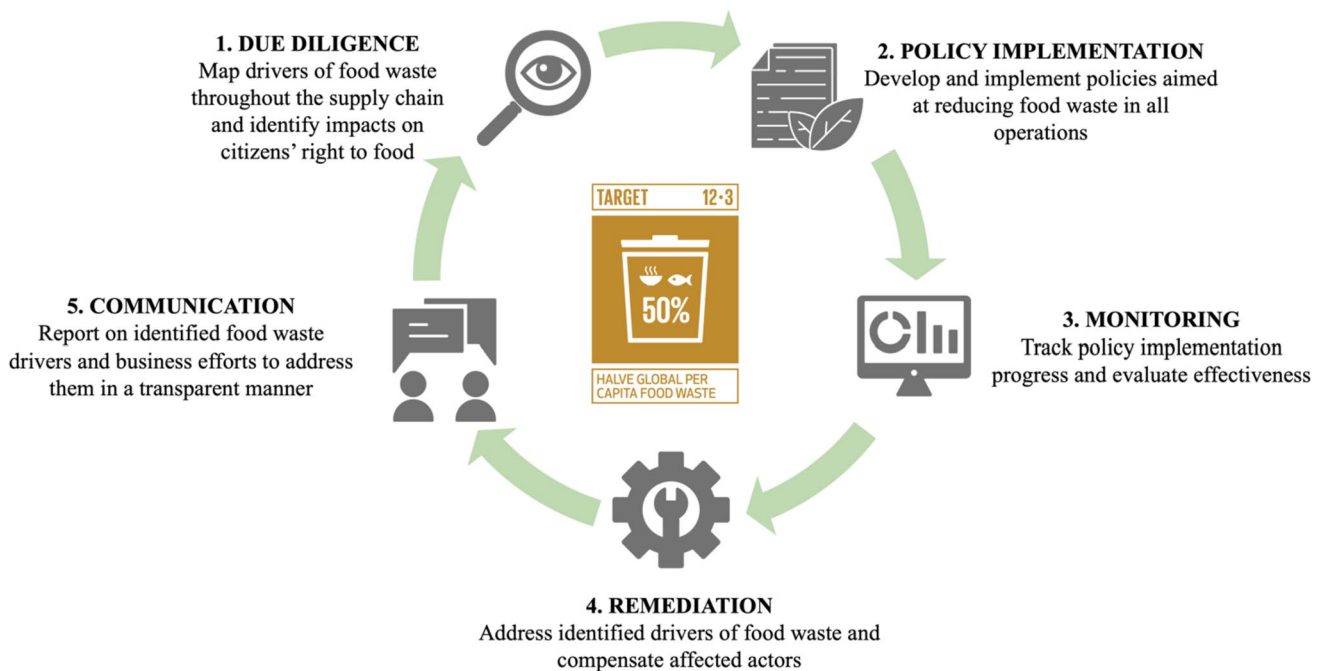 1. DUE DILIGENCE
Map drivers of food waste
throughout the supply chain
and identify impacts on
citizens’ right to food
2. POLICY IMPLEMENTATION
Develop and implement policies aimed
at reducing food waste in all
operations
TARGET 12·3
50%
HALVE GLOBAL PER
CAPITA FOOD WASTE
3. MONITORING
Track policy implementation
progress and evaluate effectiveness
4. REMEDIATION
Address identified drivers of food waste and
compensate affected actors
5. COMMUNICATION
Report on identified food waste
drivers and business efforts to address
them in a transparent manner